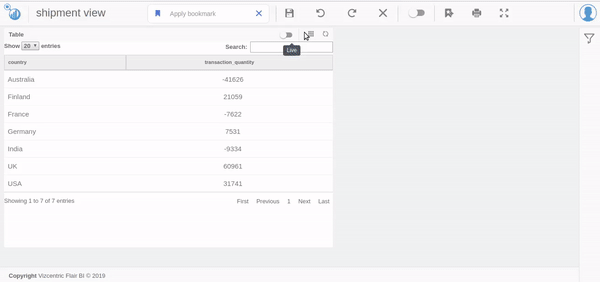 shipment view
Apply bookmark
Table
Show 20 entries
Search:
Live
country transaction_quantity
Australia -41626
Finland 21059
France -7622
Germany 7531
India -9334
UK 60961
USA 31741
Showing 1 to 7 of 7 entries
First Previous 1 Next Last
Copyright Vizcentric Flair BI © 2019